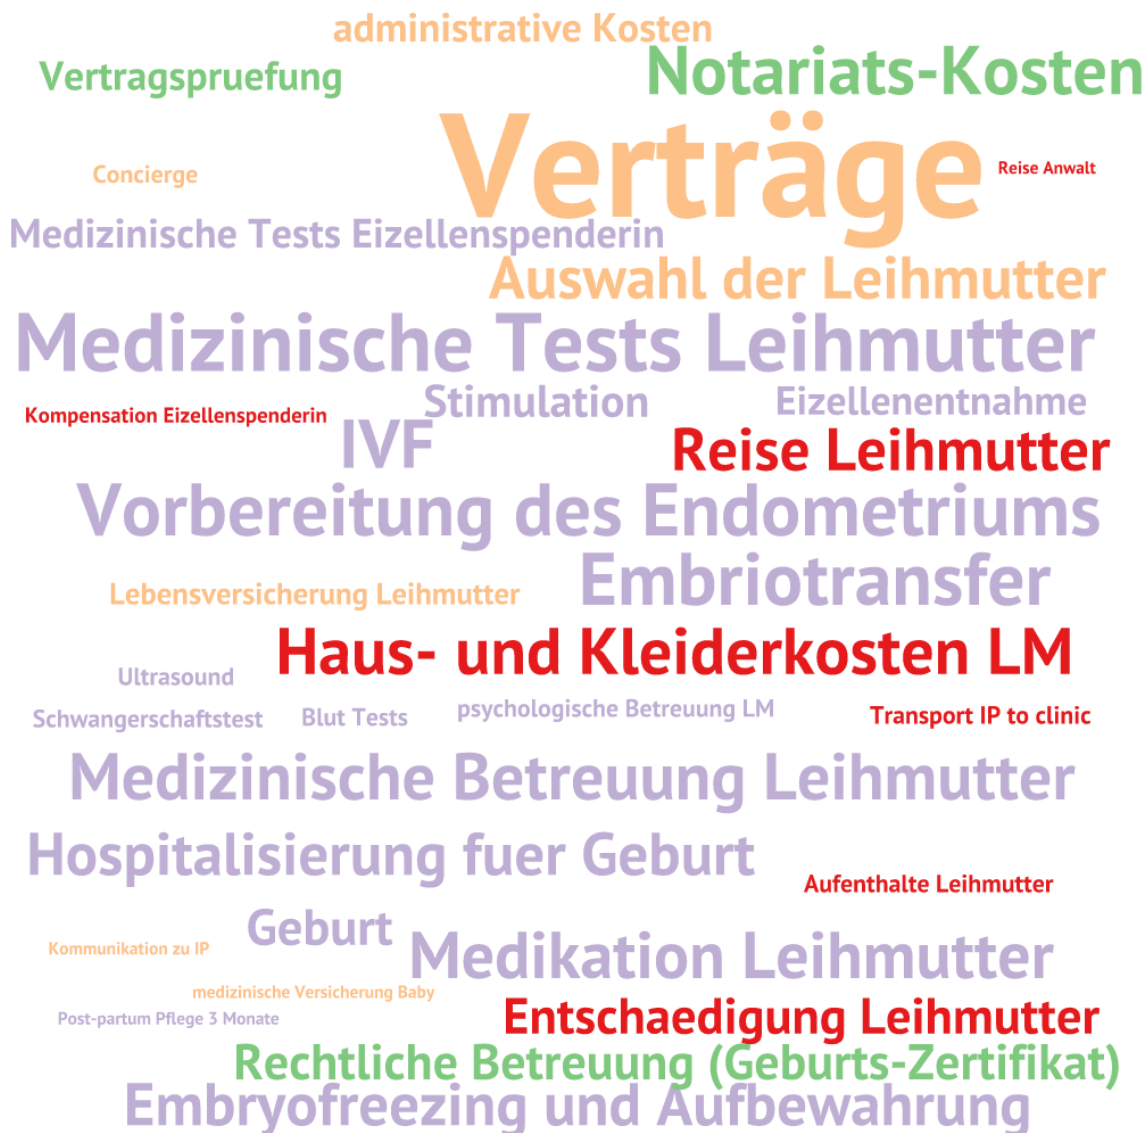 administrative Kosten
Vertragspruefung
Notariats-Kosten
Verträge
Concierge
Reise Anwalt
Medizinische Tests Eizellenspenderin
Auswahl der Leihmutter
Medizinische Tests Leihmutter
Stimulation
Eizellenentnahme
Kompensation Eizellenspenderin
IVF
Reise Leihmutter
Vorbereitung des Endometriums
Embriotransfer
Lebensversicherung Leihmutter
Haus- und Kleiderkosten LM
Ultrasound
Schwangerschaftstest
Blut Tests
psychologische Betreuung LM
Transport IP to clinic
Medizinische Betreuung Leihmutter
Hospitalisierung fuer Geburt
Aufenthalte Leihmutter
Geburt
Kommunikation zu IP
Medikation Leihmutter
medizinische Versicherung Baby
Post-partum Pflege 3 Monate
Entschaedigung Leihmutter
Rechtliche Betreuung (Geburts-Zertifikat)
Embryofreezing und Aufbewahrung